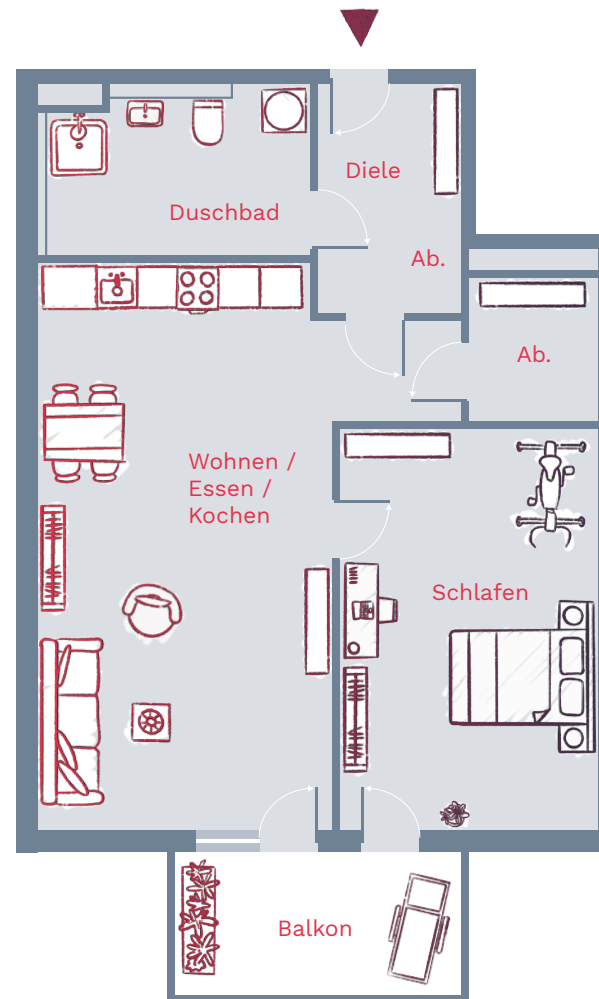 Diele
Duschbad
Ab.
Ab.
Wohnen /
Essen /
Kochen
Schlafen
Balkon